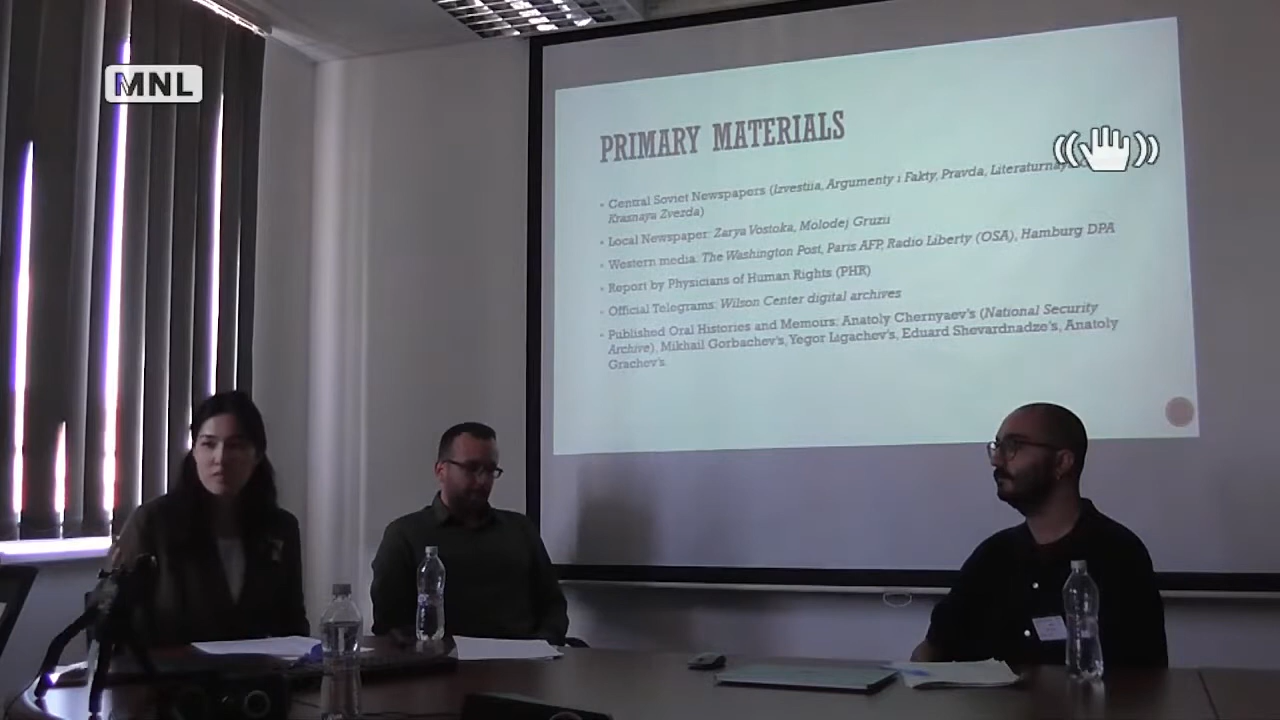 MNL
PRIMARY MATERIALS
Central Soviet Newspapers (Izvestiia, Argumenty i Fakty, Pravda, Literaturnay
Krasnaya Zvezda)
Local Newspaper: Zarya Vostoka, Molodej Gruzii
Western media: The Washington Post, Paris AFP, Radio Liberty (OSA), Hamburg DPA
Report by Physicians of Human Rights (PHR)
Official Telegrams: Wilson Center digital archives
Published Oral Histories and Memoirs: Anatoly Chernyaev's (National Security
Archive), Mikhail Gorbachev's, Yegor Ligachev's, Eduard Shevardnadze's, Anatoly
Grachev's